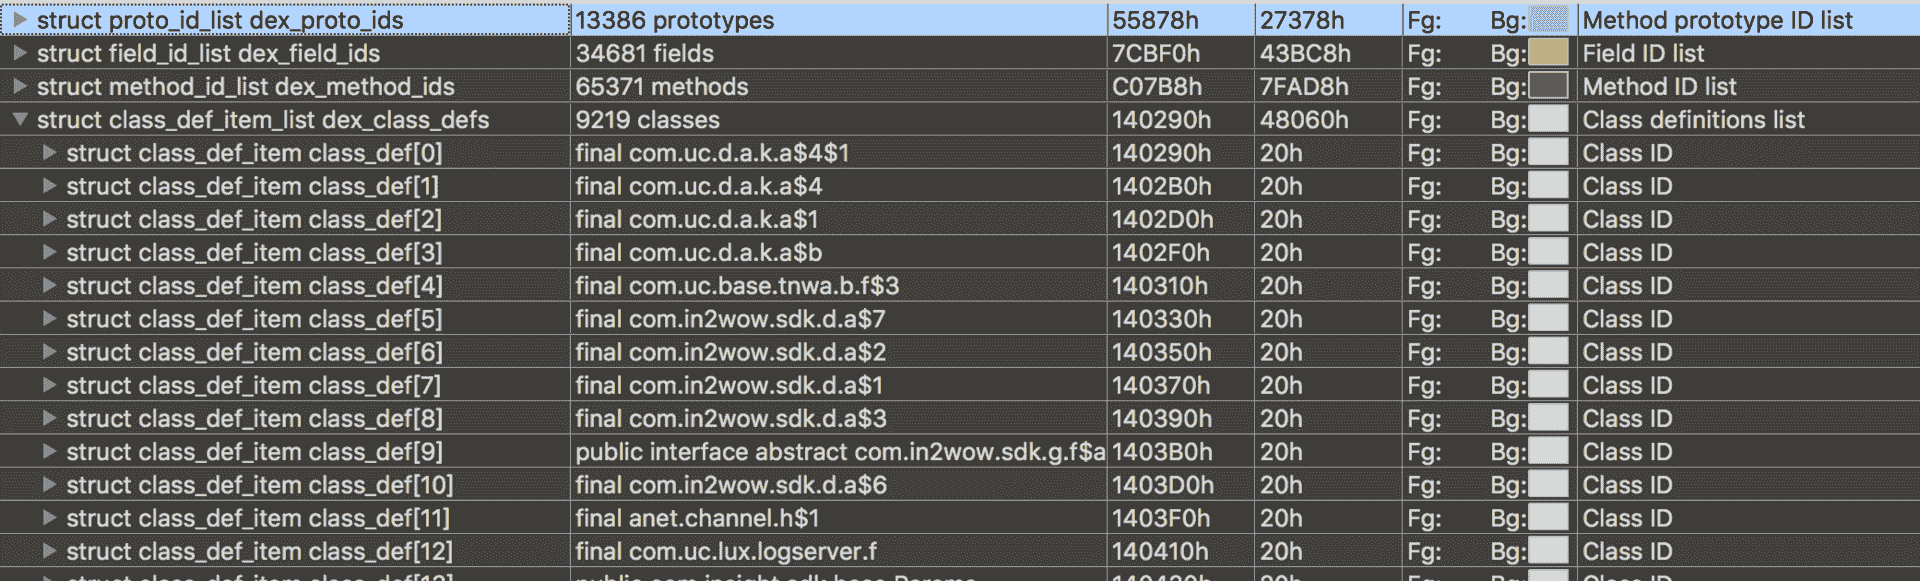 struct proto_id_list dex_proto_ids 13386 prototypes 55878h 27378h Fg: Bg: Method prototype ID list
struct field_id_list dex_field_ids 34681 fields 7CBF0h 43BC8h Fg: Bg: Field ID list
struct method_id_list dex_method_ids 65371 methods C07B8h 7FAD8h Fg: Bg: Method ID list
struct class_def_item_list dex_class_defs 9219 classes 140290h 48060h Fg: Bg: Class definitions list
struct class_def_item class_def[0] final com.uc.d.a.k.a$4$1 140290h 20h Fg: Bg: Class ID
struct class_def_item class_def[1] final com.uc.d.a.k.a$4 1402B0h 20h Fg: Bg: Class ID
struct class_def_item class_def[2] final com.uc.d.a.k.a$1 1402D0h 20h Fg: Bg: Class ID
struct class_def_item class_def[3] final com.uc.d.a.k.a$b 1402F0h 20h Fg: Bg: Class ID
struct class_def_item class_def[4] final com.uc.base.tnwa.b.f$3 140310h 20h Fg: Bg: Class ID
struct class_def_item class_def[5] final com.in2wow.sdk.d.a$7 140330h 20h Fg: Bg: Class ID
struct class_def_item class_def[6] final com.in2wow.sdk.d.a$2 140350h 20h Fg: Bg: Class ID
struct class_def_item class_def[7] final com.in2wow.sdk.d.a$1 140370h 20h Fg: Bg: Class ID
struct class_def_item class_def[8] final com.in2wow.sdk.d.a$3 140390h 20h Fg: Bg: Class ID
struct class_def_item class_def[9] public interface abstract com.in2wow.sdk.g.f$a 1403B0h 20h Fg: Bg: Class ID
struct class_def_item class_def[10] final com.in2wow.sdk.d.a$6 1403D0h 20h Fg: Bg: Class ID
struct class_def_item class_def[11] final anet.channel.h$1 1403F0h 20h Fg: Bg: Class ID
struct class_def_item class_def[12] final com.uc.lux.logserver.f 140410h 20h Fg: Bg: Class ID